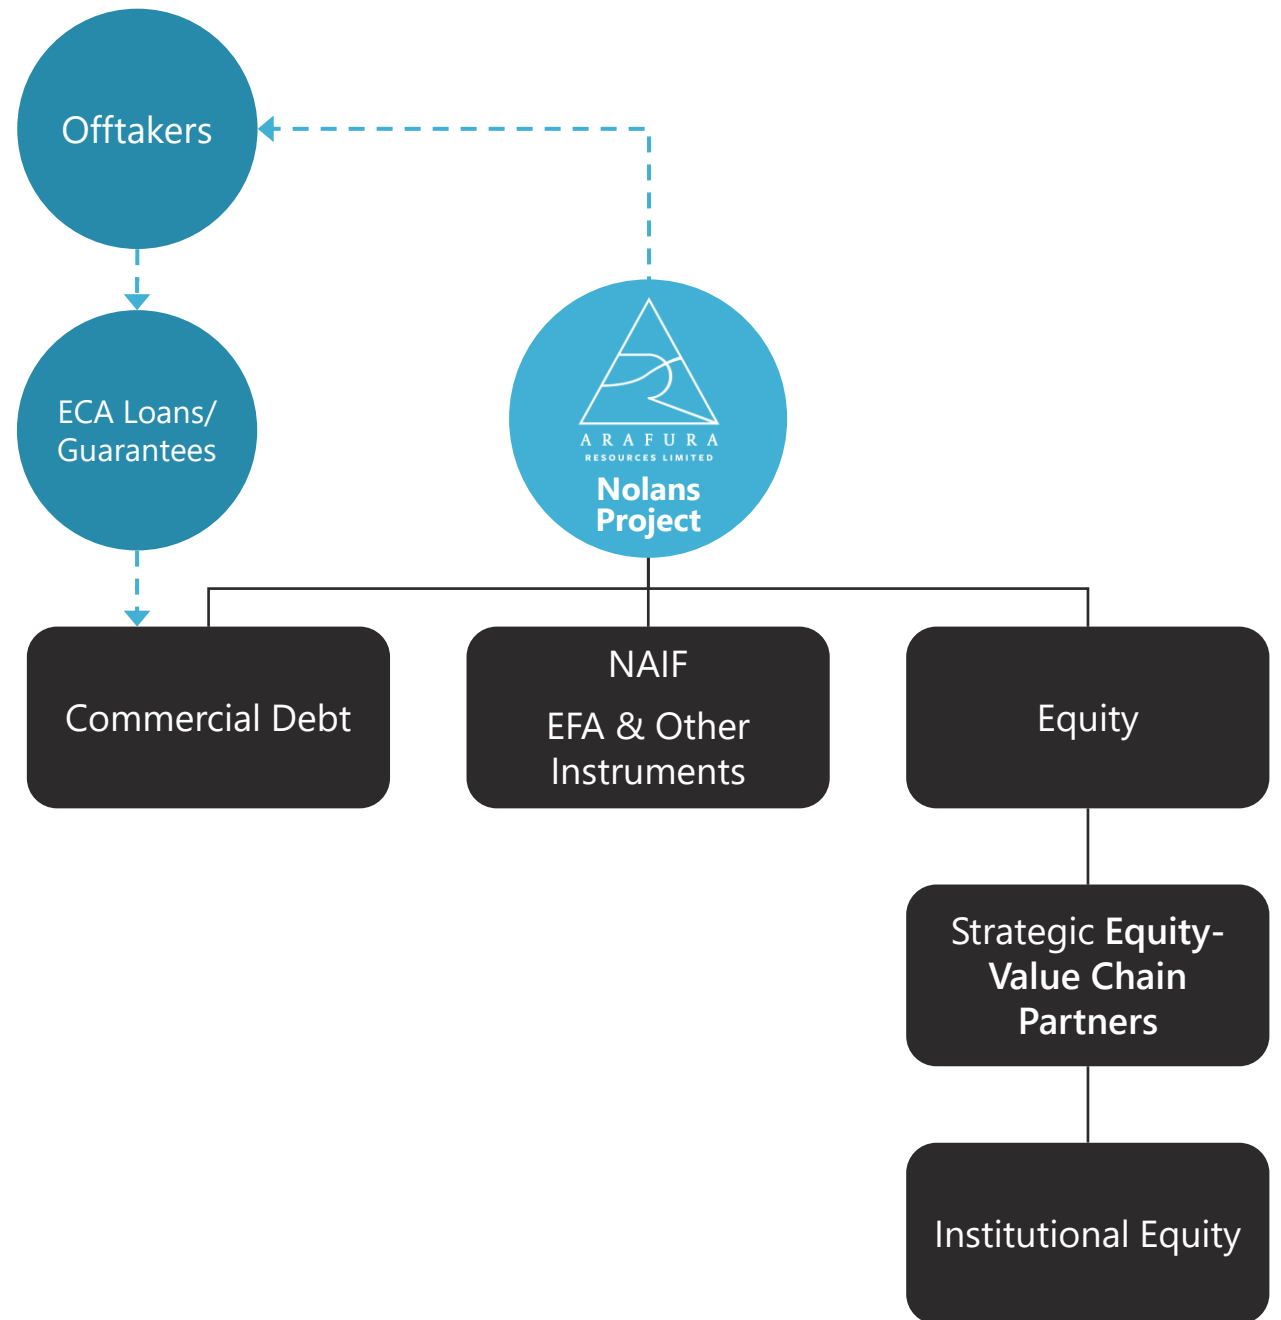 Offtakers
ECA Loans/
Guarantees
ARAFURA
RESOURCES LIMITED
Nolans
Project
Commercial Debt
NAIF
EFA & Other
Instruments
Equity
Strategic Equity-
Value Chain
Partners
Institutional Equity